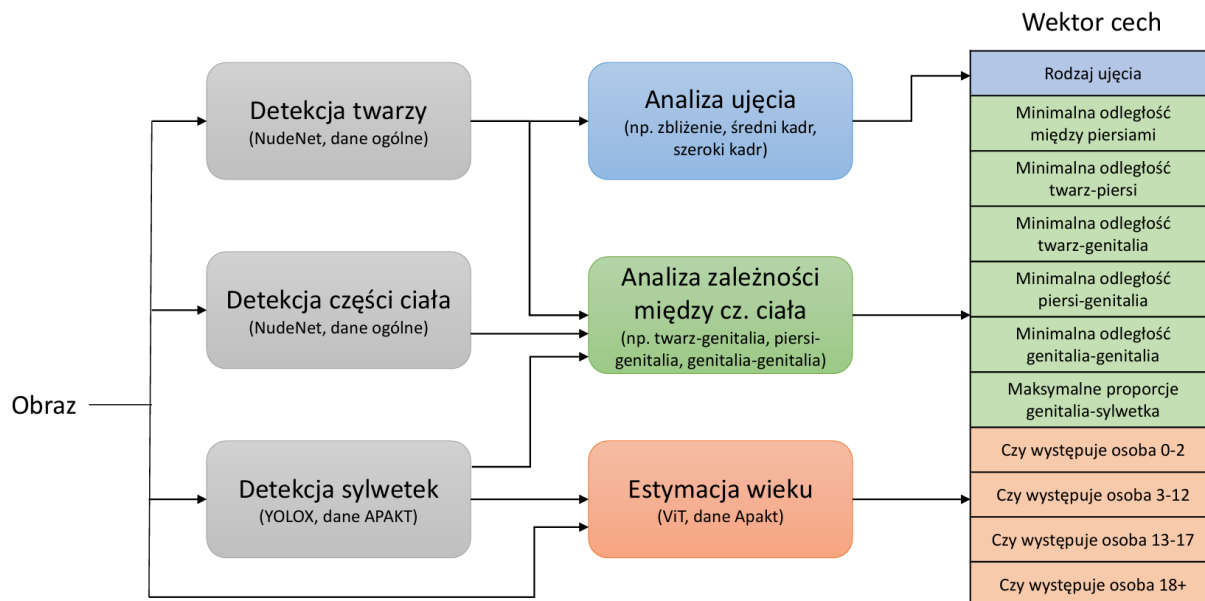 Wektor cech
Obraz
Detekcja twarzy
(NudeNet, dane ogólne)
Detekcja części ciała
(NudeNet, dane ogólne)
Detekcja sylwetek
(YOLOX, dane APAKT)
Analiza ujęcia
(np. zbliżenie, średni kadr,
szeroki kadr)
Analiza zależności
między cz. ciała
(np. twarz-genitalia, piersi-
genitalia, genitalia-genitalia)
Estymacja wieku
(ViT, dane Apakt)
Rodzaj ujęcia
Minimalna odległość
między piersiami
Minimalna odległość
twarz-piersi
Minimalna odległość
twarz-genitalia
Minimalna odległość
piersi-genitalia
Minimalna odległość
genitalia-genitalia
Maksymalne proporcje
genitalia-sylwetka
Czy występuje osoba 0-2
Czy występuje osoba 3-12
Czy występuje osoba 13-17
Czy występuje osoba 18+